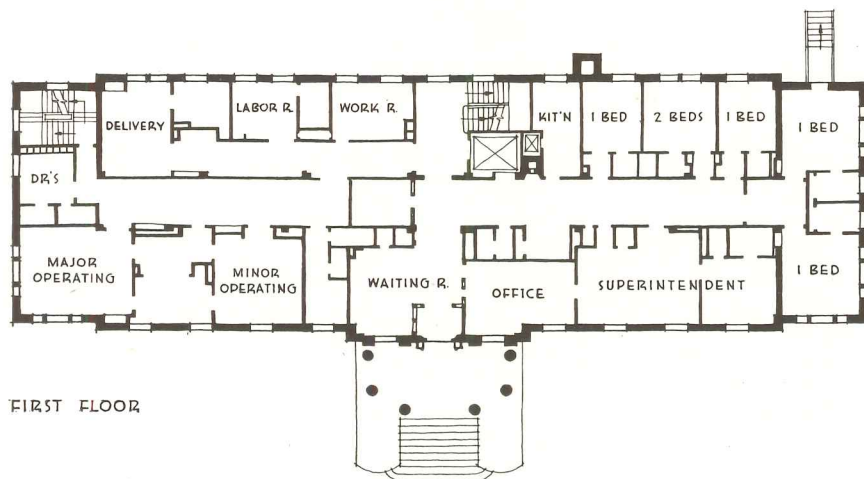 DELIVERY
LABOR R.
WORK R.
KIT'N
1 BED
2 BEDS
1 BED
1 BED
DR'S
MAJOR
OPERATING
MINOR
OPERATING
WAITING R.
OFFICE
SUPERINTENDENT
1 BED
FIRST FLOOR